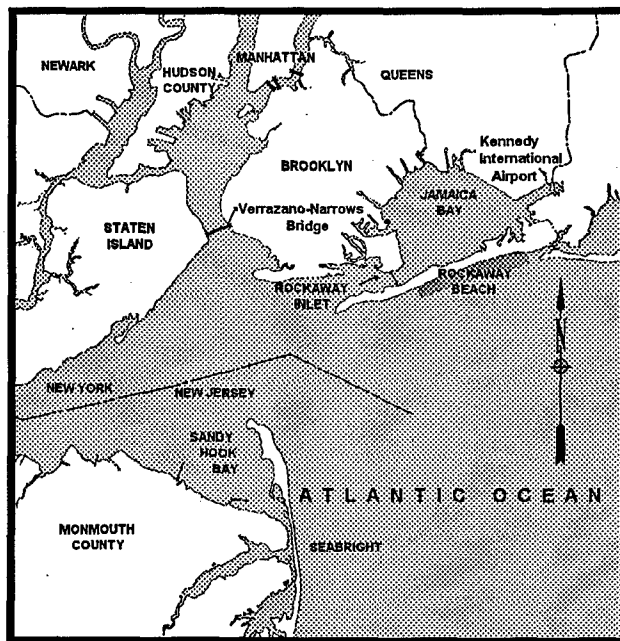 NEWARK
HUDSON
COUNTY
MANHATTAN
QUEENS
Kennedy
International
Airport
BROOKLYN
JAMAICA
BAY
Verrazano-Narrows
Bridge
STATEN
ISLAND
ROCKAWAY
INLET
ROCKAWAY
BEACH
N
NEW YORK
NEW JERSEY
SANDY
HOOK
BAY
ATLANTIC OCEAN
MONMOUTH
COUNTY
SEABRIGHT